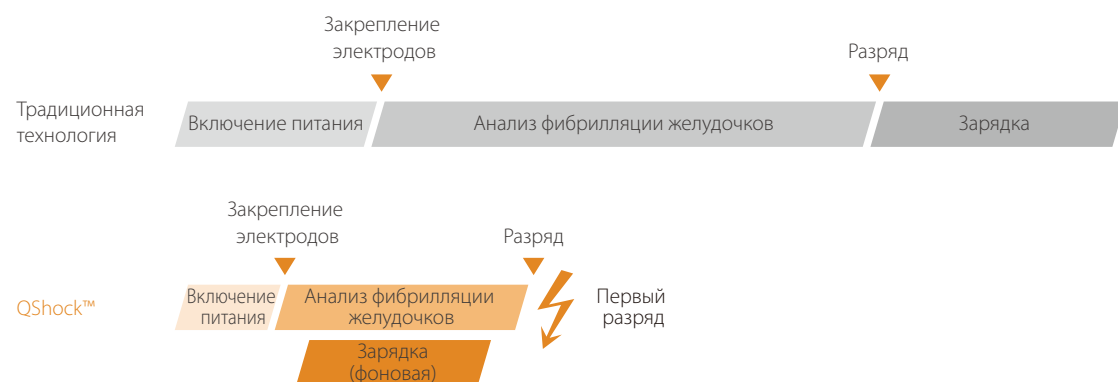 Закрепление
электродов
Разряд
Традиционная
технология
Включение питания
Анализ фибрилляции желудочков
Зарядка
Закрепление
электродов
Разряд
QShock™
Включение
питания
Анализ фибрилляции
желудочков
Первый
разряд
Зарядка
(фоновая)